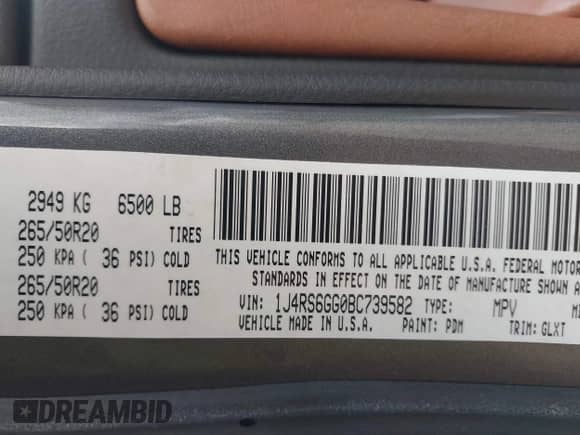 2949 KG 6500 LB
265/50R20 TIRES
250 KPA ( 36 PSI) COLD
265/50R20 TIRES
250 KPA ( 36 PSI) COLD
THIS VEHICLE CONFORMS TO ALL APPLICABLE U.S.A. FEDERAL MOTOR
STANDARDS IN EFFECT ON THE DATE OF MANUFACTURE SHOWN
VIN: 1J4RS6GG0BC739582 TYPE: MPV
VEHICLE MADE IN U.S.A. PAINT: PDM TRIM: GLXT
DREAMBID